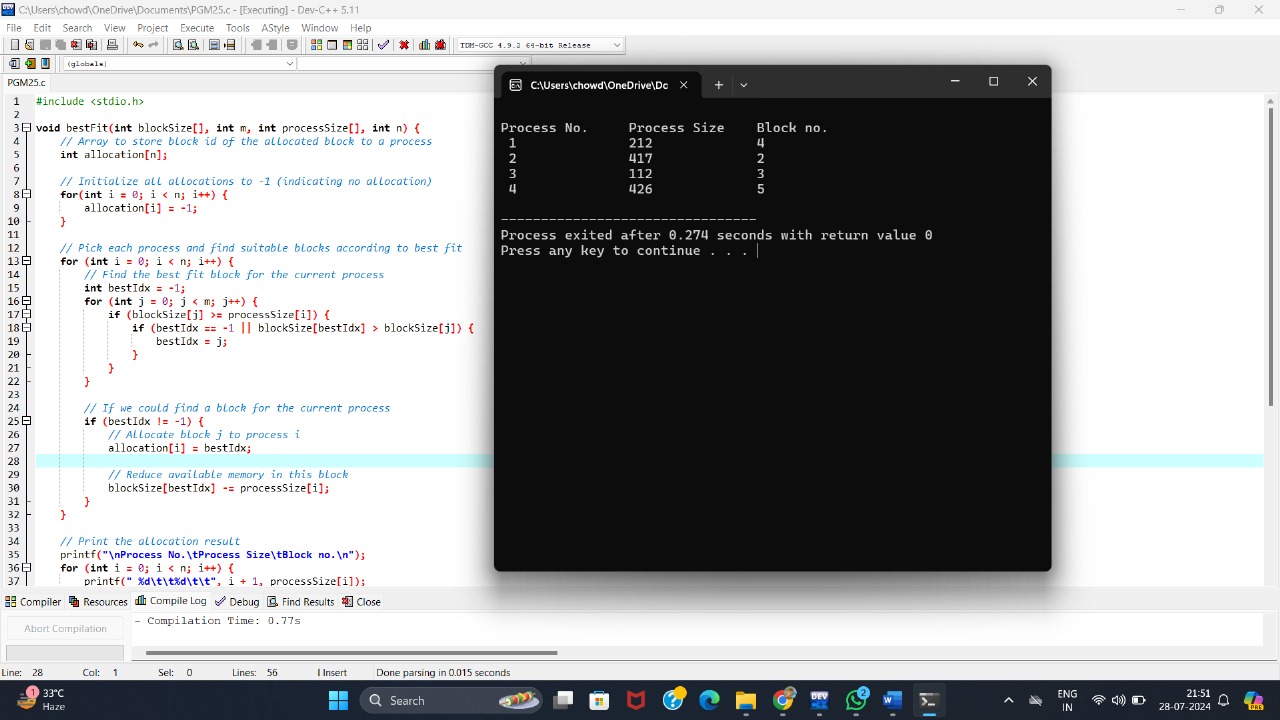 C:\Users\chowd\OneDrive\Documents\PGM25.c - [Executing] - Dev-C++ 5.11
File Edit Search View Project Execute Tools AStyle Window Help
TDM-GCC 4.9.2 64-bit Release
(globals)
PGM25.c
1 #include <stdio.h>
2
3 void bestFit(int blockSize[], int m, int processSize[], int n) {
4 // Array to store block id of the allocated block to a process
5 int allocation[n];
6
7 // Initialize all allocations to -1 (indicating no allocation)
8 for(int i = 0; i < n; i++) {
9 allocation[i] = -1;
10 }
11
12 // Pick each process and find suitable blocks according to best fit
13 for (int i = 0; i < n; i++) {
14 // Find the best fit block for the current process
15 int bestIdx = -1;
16 for (int j = 0; j < m; j++) {
17 if (blockSize[j] >= processSize[i]) {
18 if (bestIdx == -1 || blockSize[bestIdx] > blockSize[j]) {
19 bestIdx = j;
20 }
21 }
22 }
23
24 // If we could find a block for the current process
25 if (bestIdx != -1) {
26 // Allocate block j to process i
27 allocation[i] = bestIdx;
28
29 // Reduce available memory in this block
30 blockSize[bestIdx] -= processSize[i];
31 }
32 }
33
34 // Print the allocation result
35 printf("\nProcess No.\tProcess Size\tBlock no.\n");
36 for (int i = 0; i < n; i++) {
37 printf(" %d\t\t%d\t\t", i + 1, processSize[i]);
C:\Users\chowd\OneDrive\Dc
Process No. Process Size Block no.
1 212 4
2 417 2
3 112 3
4 426 5
--------------------------------
Process exited after 0.274 seconds with return value 0
Press any key to continue . . .
Compiler Resources Compile Log Debug Find Results Close
Abort Compilation
- Compilation Time: 0.77s
Line: 28 Col: 1 Sel: 0 Lines: 56 Insert Done parsing in 0.015 seconds
1
33°C
Haze
Search
DEV
2
ENG
IN
21:51
28-07-2024
PRE